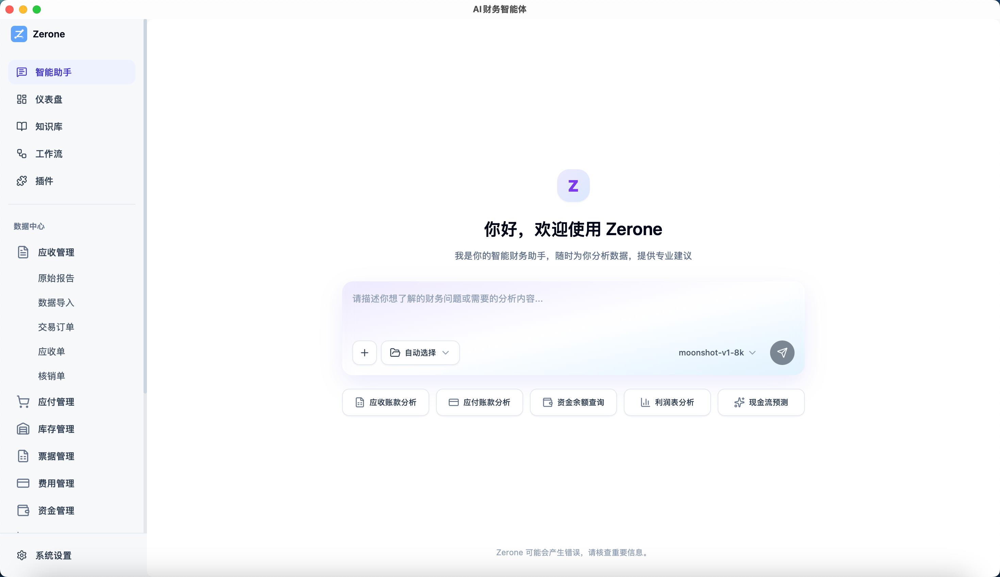 AI财务智能体
Zerone
智能助手
仪表盘
知识库
工作流
插件
数据中心
应收管理
原始报告
数据导入
交易订单
应收单
核销单
应付管理
库存管理
票据管理
费用管理
资金管理
系统设置
Z
你好，欢迎使用 Zerone
我是你的智能财务助手，随时为你分析数据，提供专业建议
请描述你想了解的财务问题或需要的分析内容...
自动选择
moonshot-v1-8k
应收账款分析
应付账款分析
资金余额查询
利润表分析
现金流预测
Zerone 可能会产生错误，请核查重要信息。